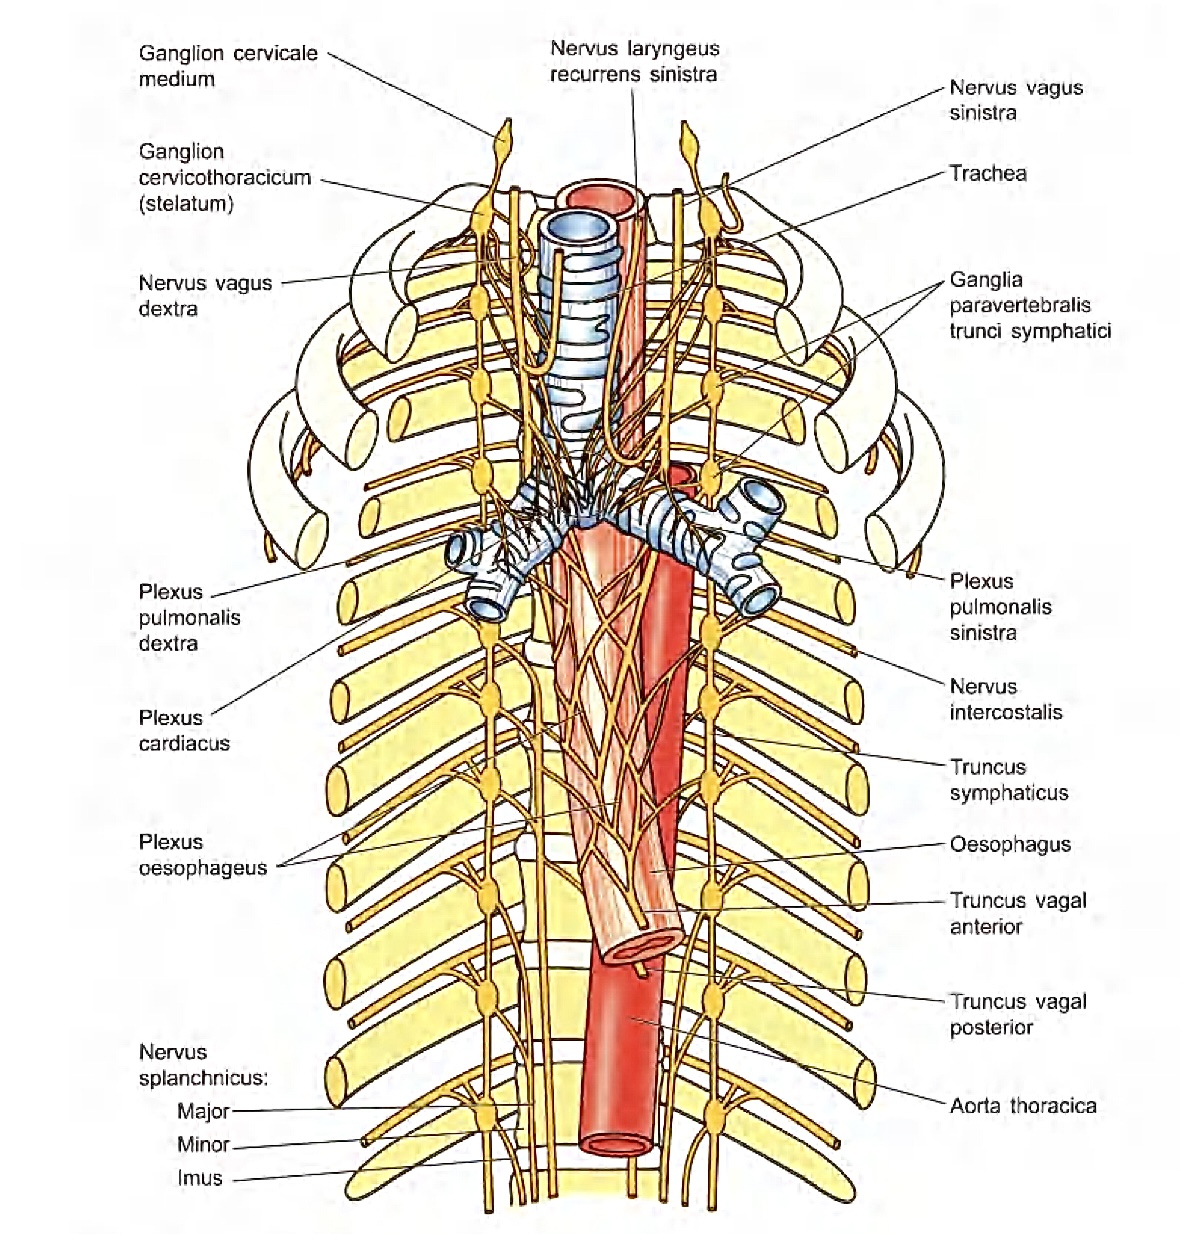 Ganglion cervicale
medium
Nervus laryngeus
recurrens sinistra
Nervus vagus
sinistra
Ganglion
cervicothoracicum
(stelatum)
Trachea
Nervus vagus
dextra
Ganglia
paravertebralis
trunci symphatici
Plexus
pulmonalis
dextra
Plexus
pulmonalis
sinistra
Plexus
cardiacus
Nervus
intercostalis
Truncus
symphaticus
Plexus
oesophageus
Oesophagus
Truncus vagal
anterior
Truncus vagal
posterior
Nervus
splanchnicus:
Major
Minor
Imus
Aorta thoracica